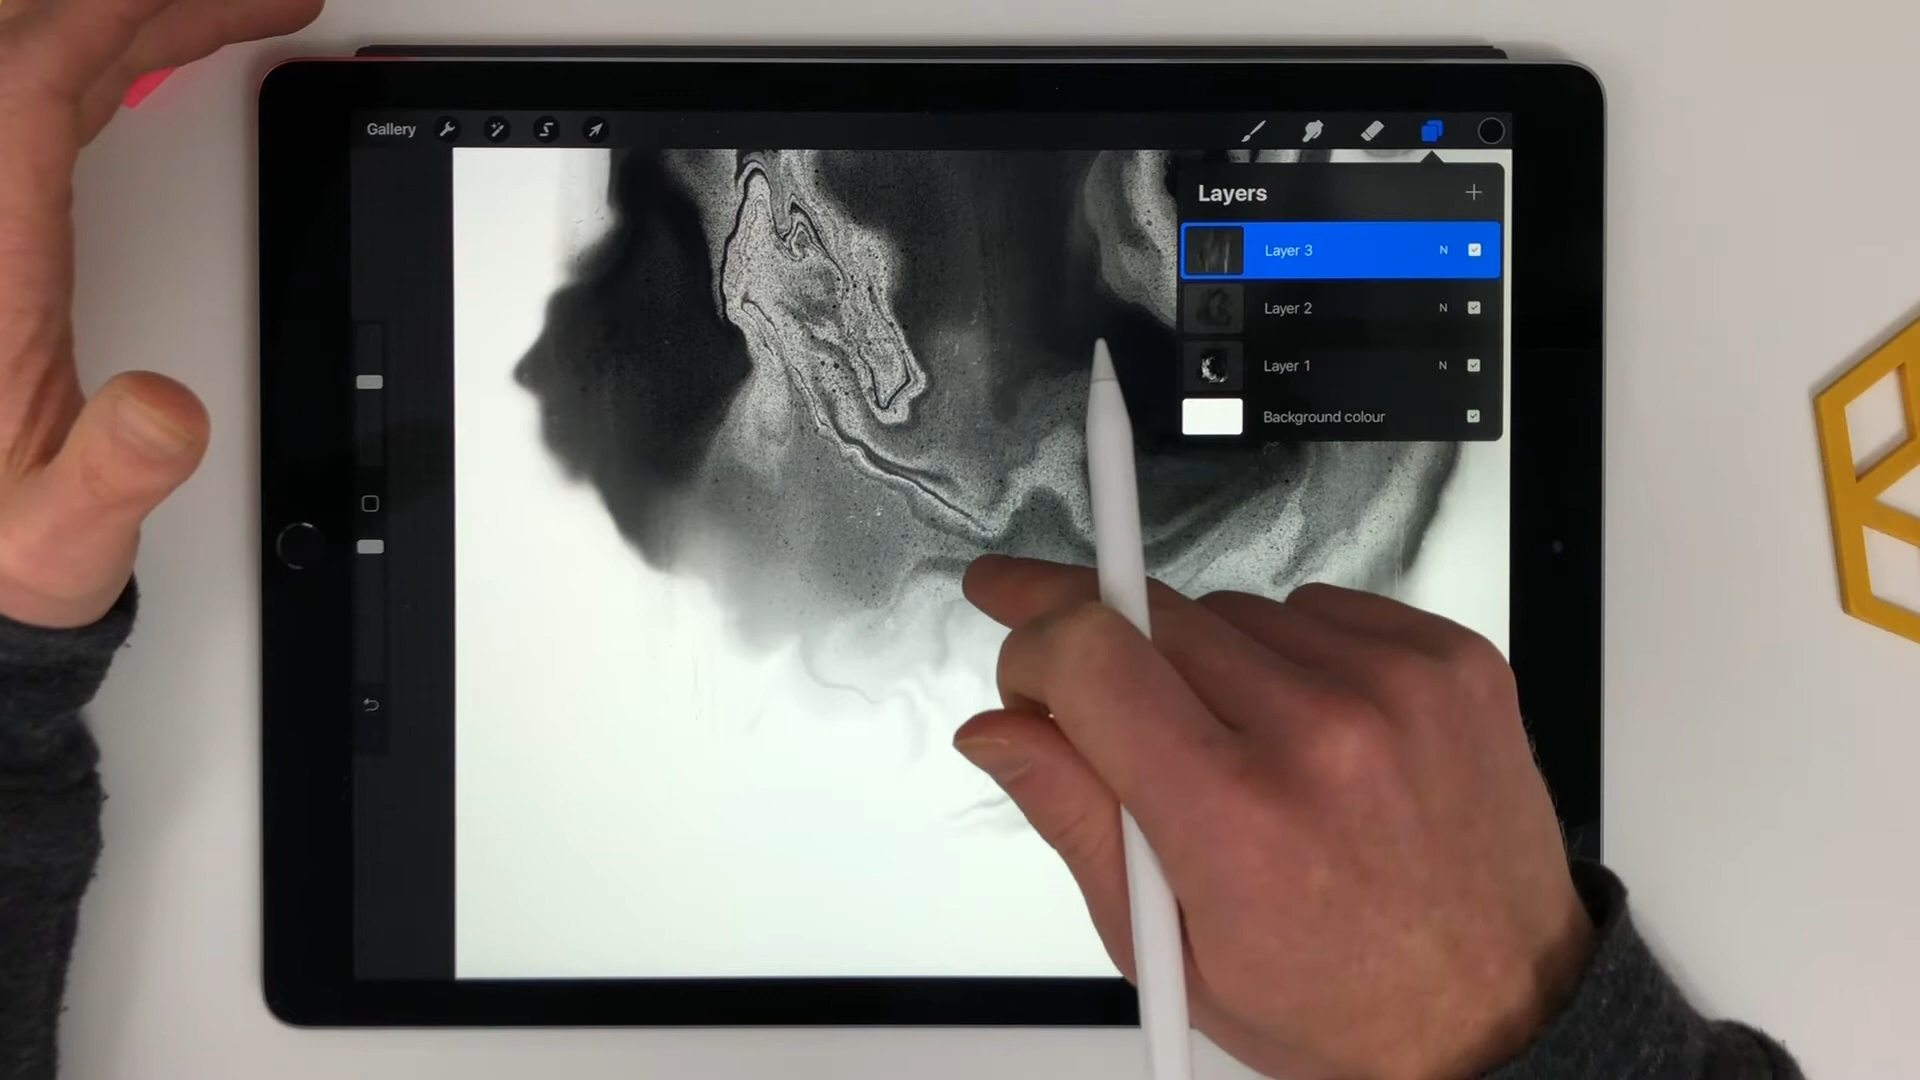 Gallery
Layers
Layer 3 N
Layer 2 N
Layer 1 N
Background colour